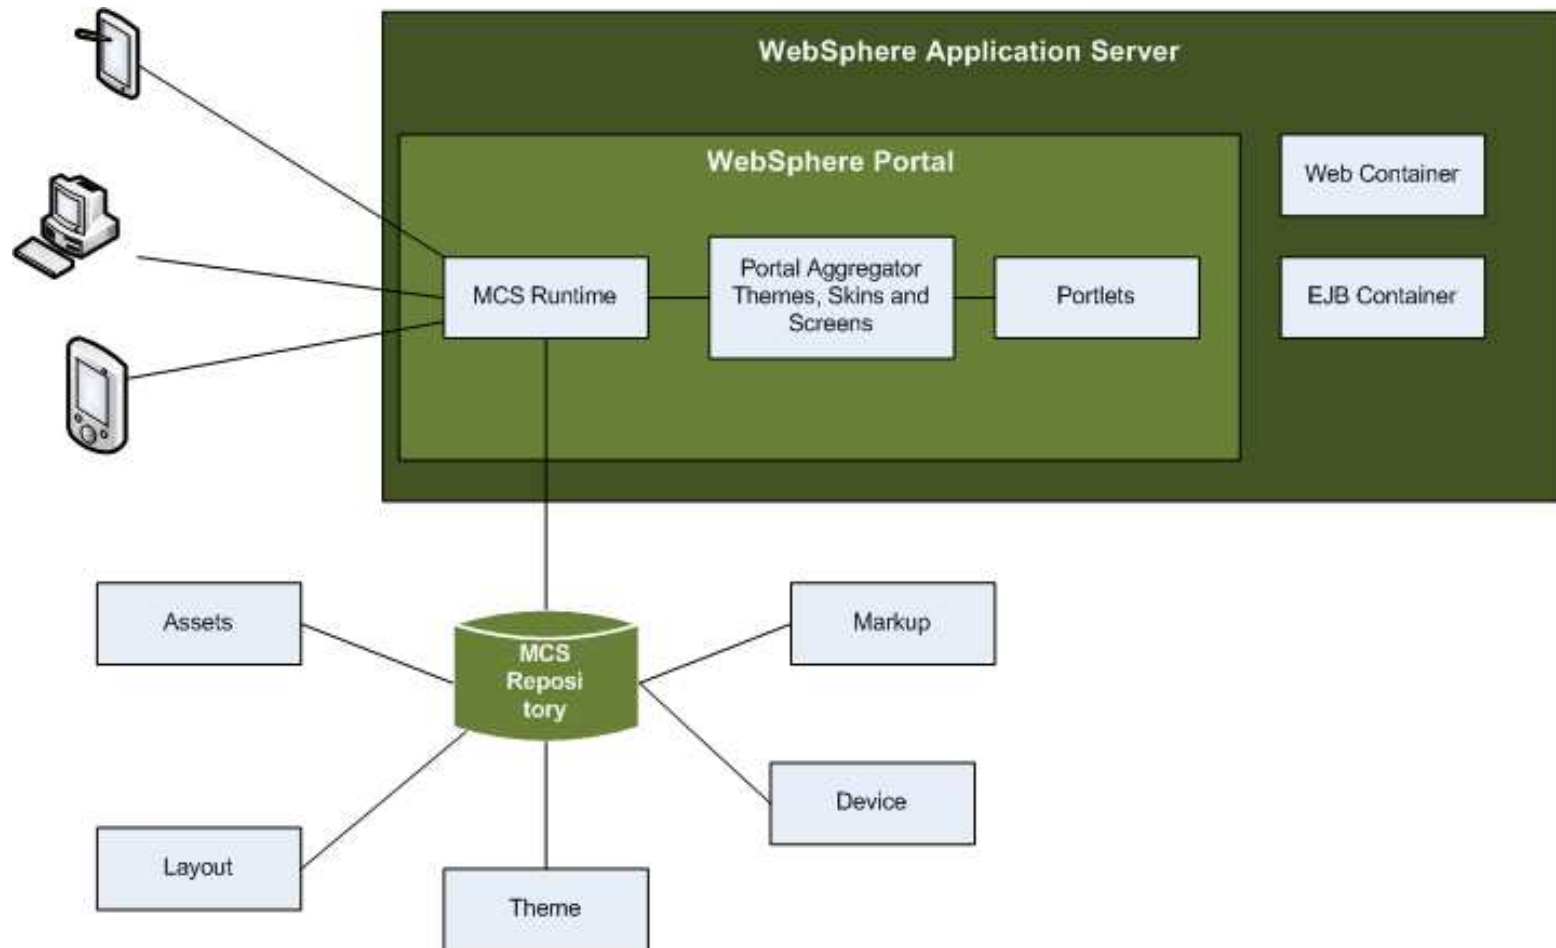 WebSphere Application Server
WebSphere Portal
Web Container
MCS Runtime
Portal Aggregator
Themes, Skins and
Screens
Portlets
EJB Container
Assets
MCS
Reposi
tory
Markup
Device
Layout
Theme